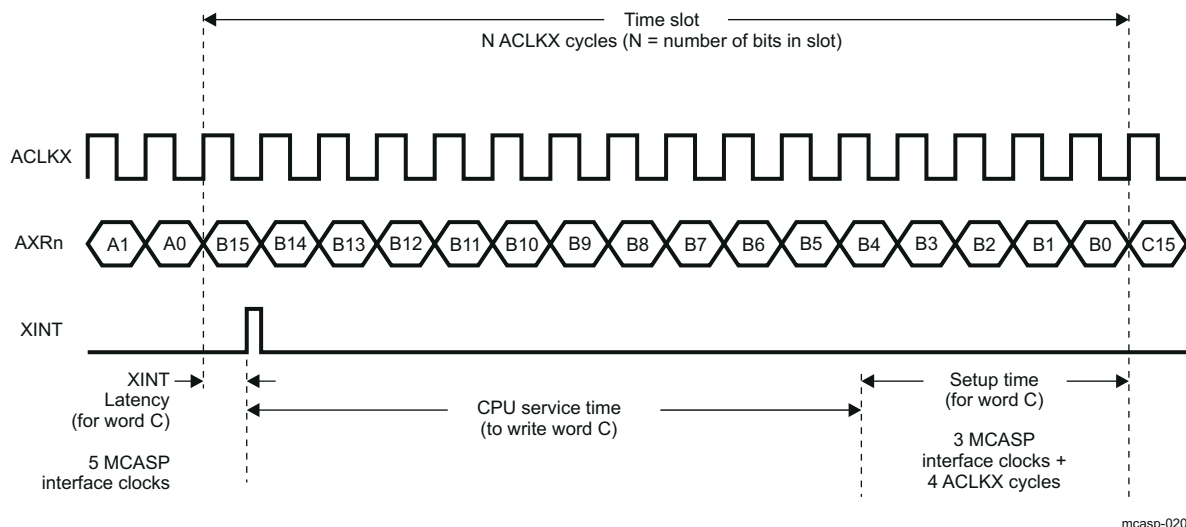 Time slot
N ACLKX cycles (N = number of bits in slot)
ACLKX
AXRn
A1 A0 B15 B14 B13 B12 B11 B10 B9 B8 B7 B6 B5 B4 B3 B2 B1 B0 C15
XINT
XINT
Latency
(for word C)
5 MCASP
interface clocks
CPU service time
(to write word C)
Setup time
(for word C)
3 MCASP
interface clocks +
4 ACLKX cycles
mcasp-020